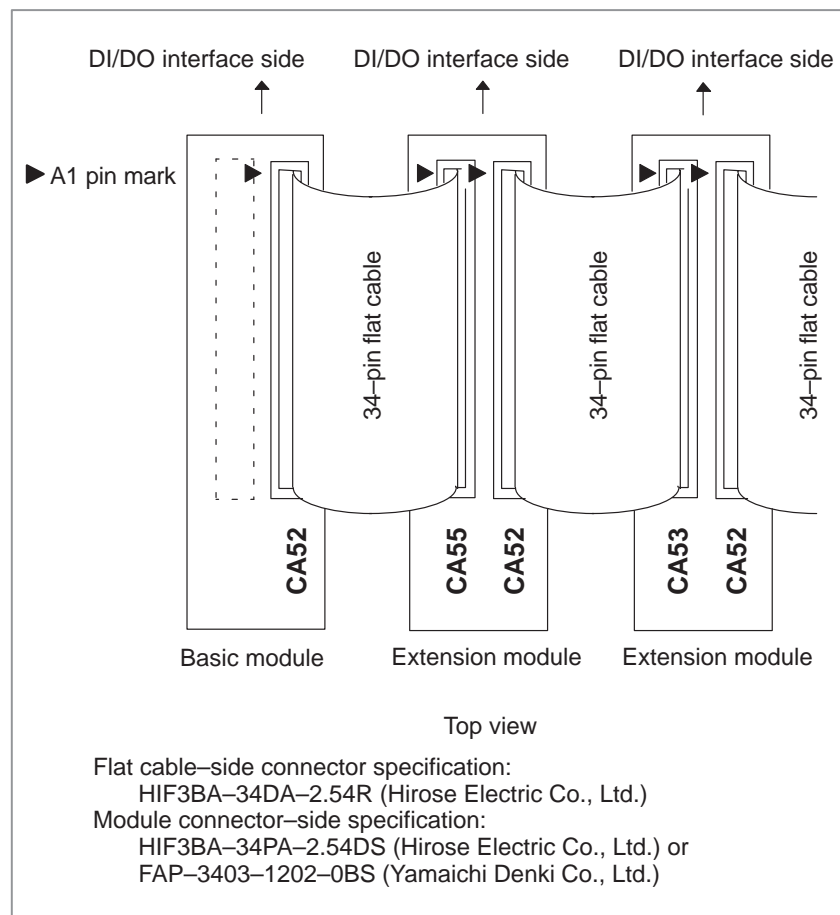 DI/DO interface side
DI/DO interface side
DI/DO interface side
A1 pin mark
34–pin flat cable
34–pin flat cable
34–pin flat cable
CA52
CA55
CA52
CA53
CA52
Basic module
Extension module
Extension module
Top view
Flat cable–side connector specification:
HIF3BA–34DA–2.54R (Hirose Electric Co., Ltd.)
Module connector–side specification:
HIF3BA–34PA–2.54DS (Hirose Electric Co., Ltd.) or
FAP–3403–1202–0BS (Yamaichi Denki Co., Ltd.)